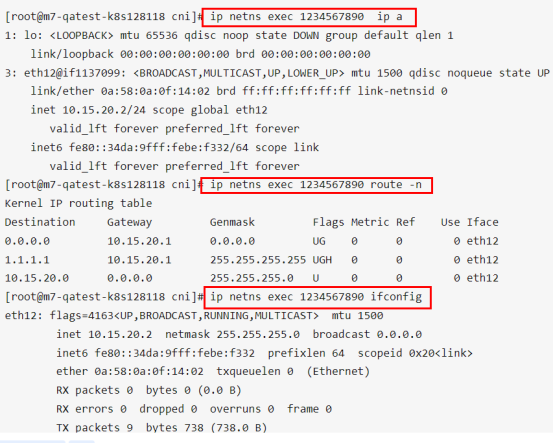 [root@m7-qatest-k8s128118 cni]# ip netns exec 1234567890  ip a
1: lo: <LOOPBACK> mtu 65536 qdisc noop state DOWN group default qlen 1
    link/loopback 00:00:00:00:00:00 brd 00:00:00:00:00:00
3: eth12@if1137099: <BROADCAST,MULTICAST,UP,LOWER_UP> mtu 1500 qdisc noqueue state UP
    link/ether 0a:58:0a:0f:14:02 brd ff:ff:ff:ff:ff:ff link-netnsid 0
    inet 10.15.20.2/24 scope global eth12
       valid_lft forever preferred_lft forever
    inet6 fe80::34da:9fff:febe:f332/64 scope link
       valid_lft forever preferred_lft forever
[root@m7-qatest-k8s128118 cni]# ip netns exec 1234567890 route -n
Kernel IP routing table
Destination     Gateway         Genmask         Flags Metric Ref    Use Iface
0.0.0.0         10.15.20.1      0.0.0.0         UG    0      0        0 eth12
1.1.1.1         10.15.20.1      255.255.255.255 UGH   0      0        0 eth12
10.15.20.0      0.0.0.0         255.255.255.0   U     0      0        0 eth12
[root@m7-qatest-k8s128118 cni]# ip netns exec 1234567890 ifconfig
eth12: flags=4163<UP,BROADCAST,RUNNING,MULTICAST>  mtu 1500
        inet 10.15.20.2  netmask 255.255.255.0  broadcast 0.0.0.0
        inet6 fe80::34da:9fff:febe:f332  prefixlen 64  scopeid 0x20<link>
        ether 0a:58:0a:0f:14:02  txqueuelen 0  (Ethernet)
        RX packets 0  bytes 0 (0.0 B)
        RX errors 0  dropped 0  overruns 0  frame 0
        TX packets 9  bytes 738 (738.0 B)